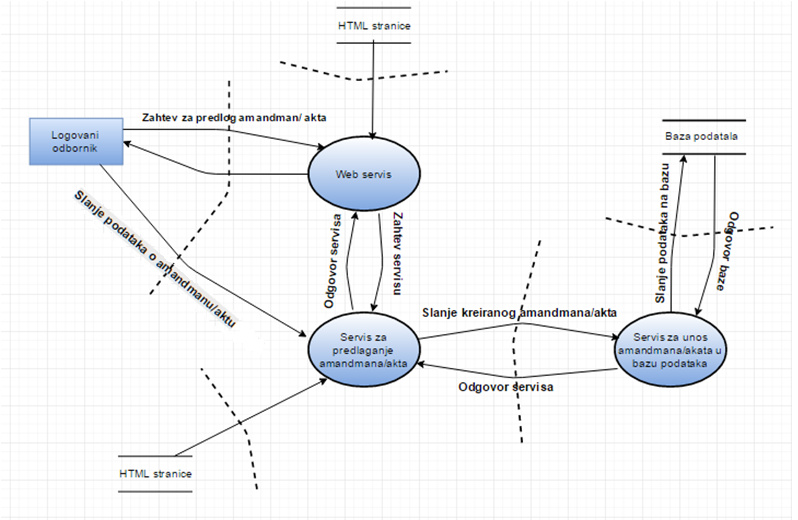 HTML stranice
Zahtev za predlog amandman/ akta
Logovani
odbornik
Baza podatala
Web servis
Slanje podataka o amandmanu/aktu
Odgovor servisa
Zahtev servisu
Slanje podataka na bazu
Odgovor baze
Slanje kreiranog amandmana/akta
Servis za
predlaganje
amandmana/akta
Servis za unos
amandmana/akata u
bazu podataka
Odgovor servisa
HTML stranice